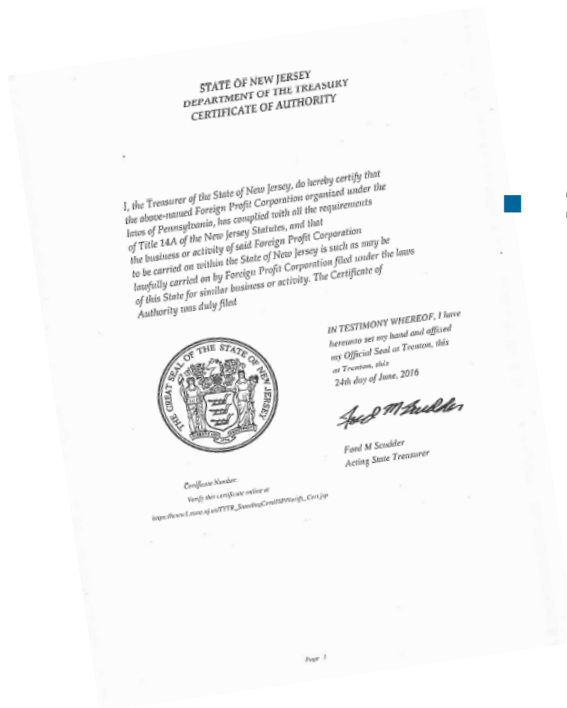 STATE OF NEW JERSEY
DEPARTMENT OF THE TREASURY
CERTIFICATE OF AUTHORITY
I, the Treasurer of the State of New Jersey, do hereby certify that
the above-named Foreign Profit Corporation organized under the
laws of Pennsylvania, has complied with all the requirements
of Title 14A of the New Jersey Statutes, and that
the business or activity of said Foreign Profit Corporation
to be carried on within the State of New Jersey is such as may be
lawfully carried on by Foreign Profit Corporation filed under the laws
of this State for similar business or activity. The Certificate of
Authority was duly filed
IN TESTIMONY WHEREOF, I have
hereunto set my hand and affixed
my Official Seal at Trenton, this
at Trenton, this
24th day of June, 2016
THE GREAT SEAL OF THE STATE OF NEW JERSEY
Ford M Scudder
Ford M Scudder
Acting State Treasurer
Certificate Number:
Verify this certificate online at
Page 1